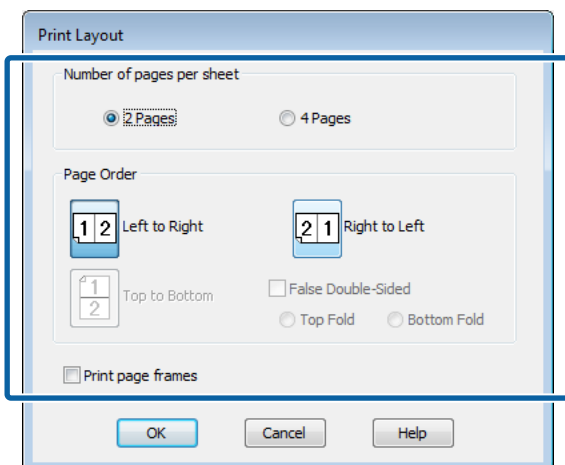 Print Layout
Number of pages per sheet
2 Pages 4 Pages
Page Order
1 2 Left to Right 2 1 Right to Left
1
2
Top to Bottom False Double-Sided
Top Fold Bottom Fold
Print page frames
OK Cancel Help